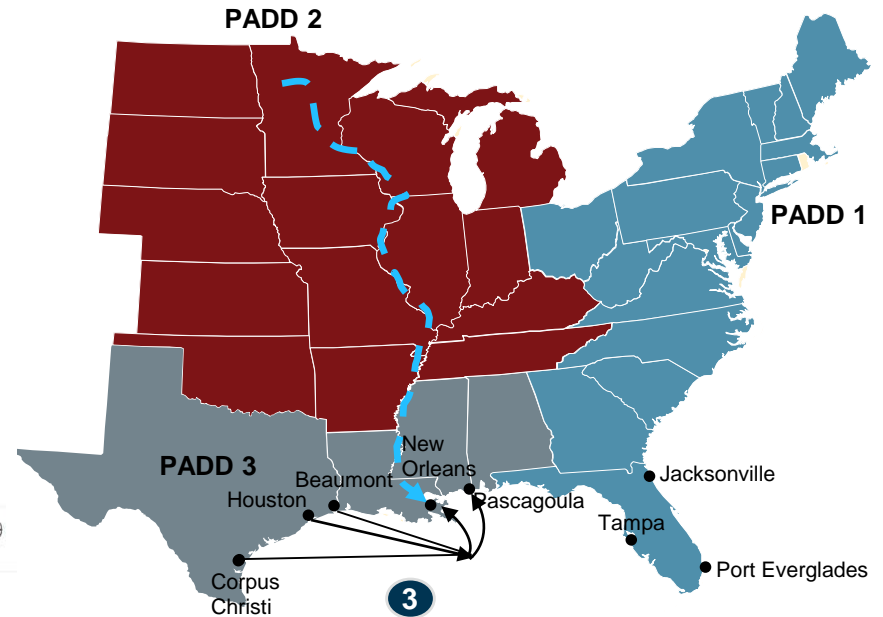 PADD 2
PADD 1
PADD 3
New
Orleans
Beaumont
Houston
Pascagoula
Jacksonville
Tampa
Port Everglades
Corpus
Christi
3